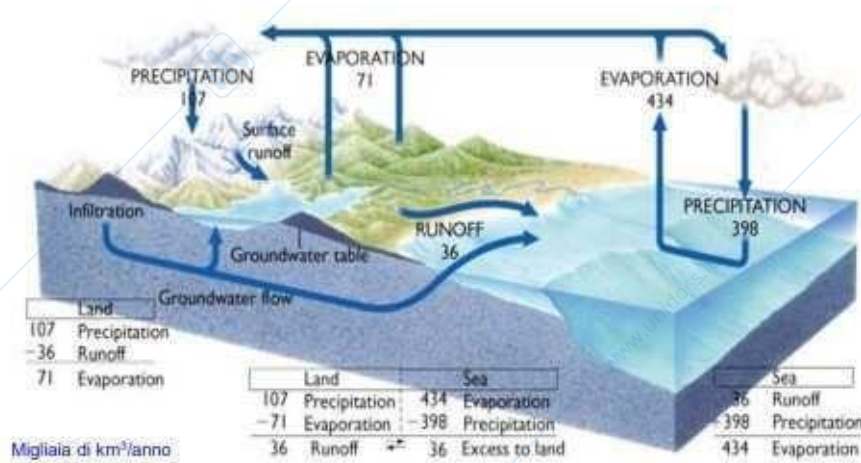 PRECIPITATION
107
EVAPORATION
71
EVAPORATION
434
Surface
runoff
PRECIPITATION
398
Infiltration
RUNOFF
36
Groundwater table
Groundwater flow
Land
107 Precipitation
-36 Runoff
71 Evaporation
Land Sea
107 Precipitation 434 Evaporation
-71 Evaporation -398 Precipitation
36 Runoff ⇄ 36 Excess to land
Sea
36 Runoff
-398 Precipitation
434 Evaporation
Migliaia di km³/anno